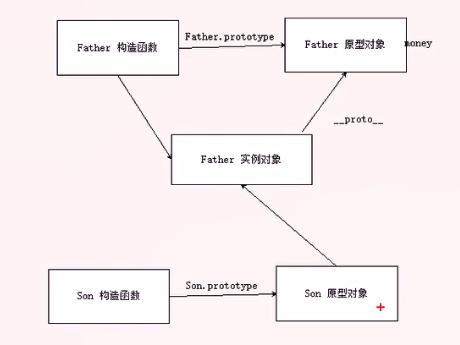 Father.prototype
Father 构造函数
Father 原型对象
money
__proto__
Father 实例对象
Son.prototype
Son 构造函数
Son 原型对象